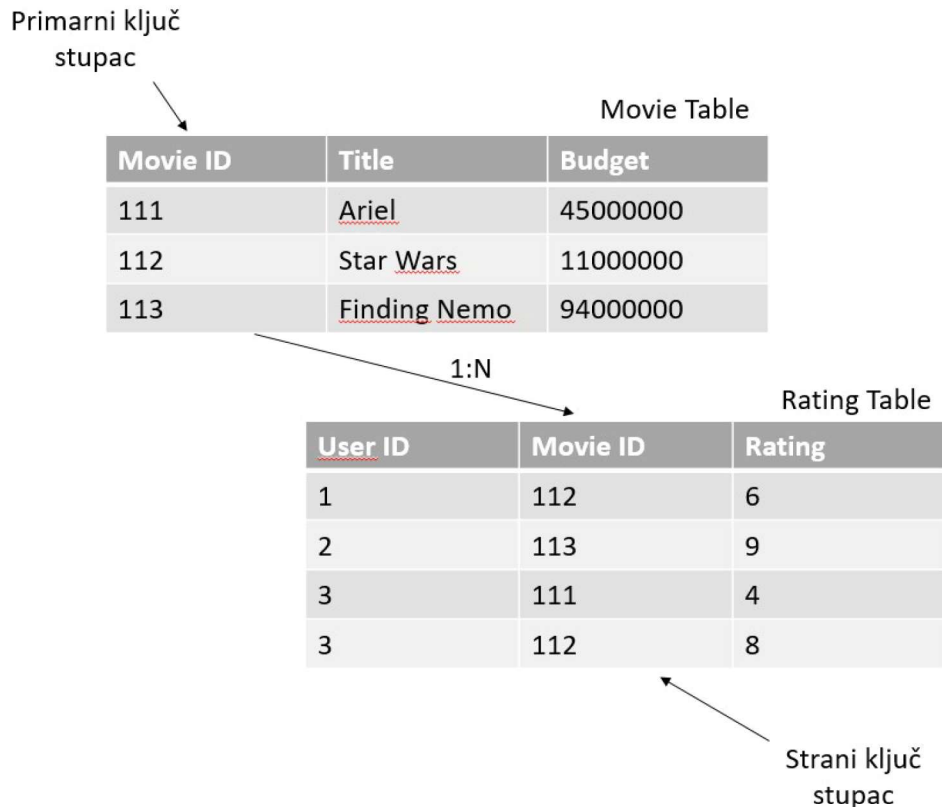 Primarni ključ
stupac
Movie Table
Movie ID Title Budget
111 Ariel 45000000
112 Star Wars 11000000
113 Finding Nemo 94000000
1:N
Rating Table
User ID Movie ID Rating
1 112 6
2 113 9
3 111 4
3 112 8
Strani ključ
stupac